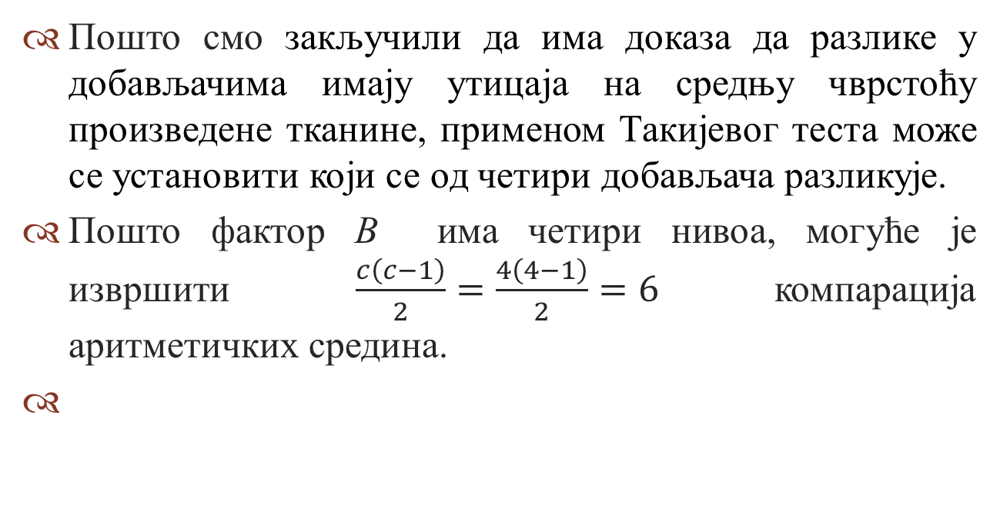 Пошто смо закључили да има доказа да разлике у
добављачима имају утицаја на средњу чврстоћу
произведене тканине, применом Такијевог теста може
се установити који се од четири добављача разликује.
Пошто фактор B има четири нивоа, могуће је
извршити c(c−1)/2 = 4(4−1)/2 = 6 компарација
аритметичких средина.